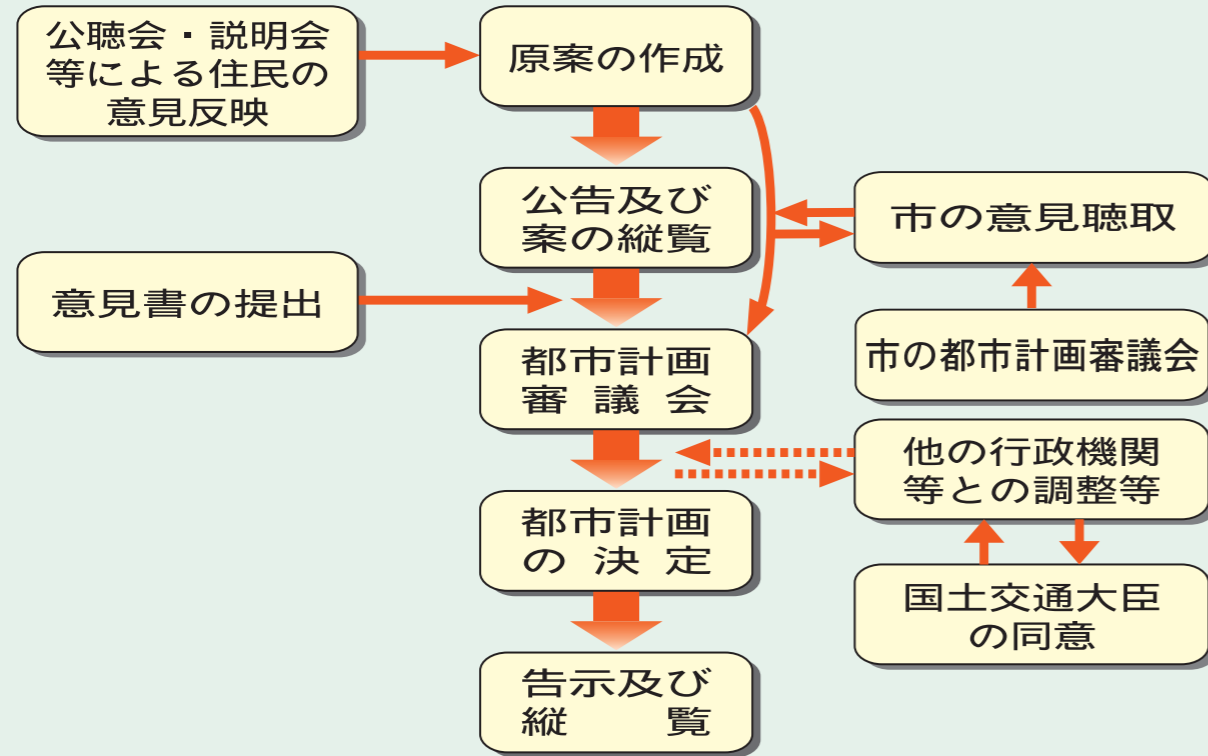 公聴会・説明会
等による住民の
意見反映
原案の作成
公告及び
案の縦覧
市の意見聴取
意見書の提出
都市計画
審議会
市の都市計画審議会
他の行政機関
等との調整等
都市計画
の決定
国土交通大臣
の同意
告示及び
縦覧